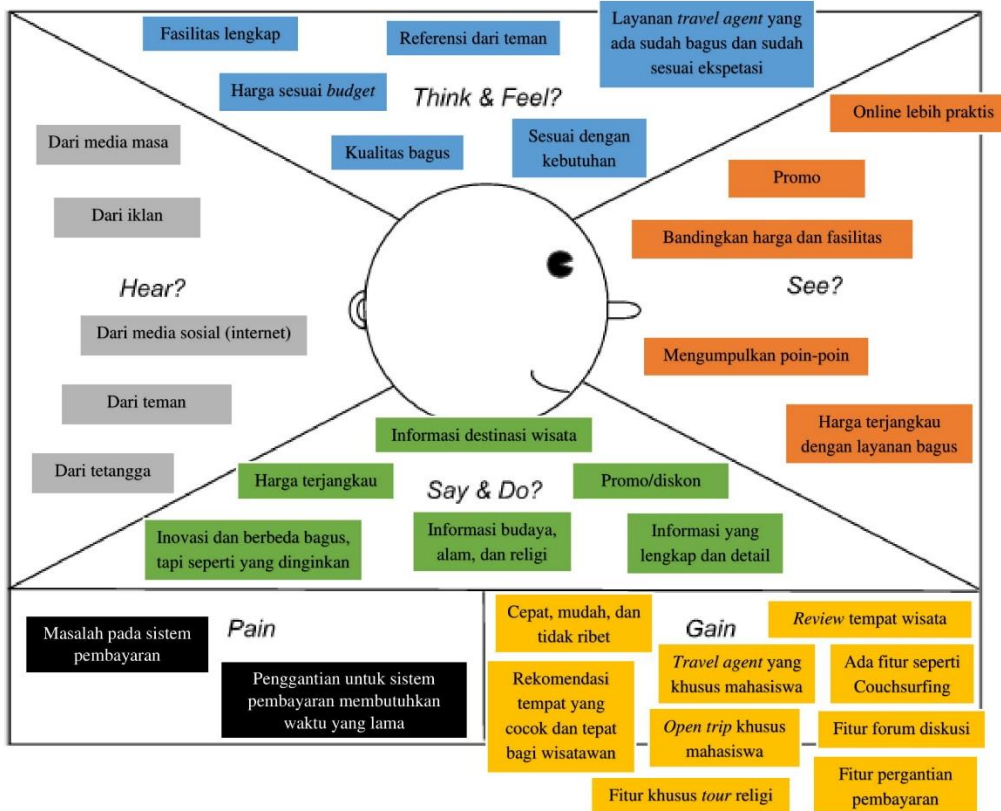 Fasilitas lengkap
Referensi dari teman
Layanan travel agent yang
ada sudah bagus dan sudah
sesuai ekspetasi
Harga sesuai budget
Think & Feel?
Kualitas bagus
Sesuai dengan
kebutuhan
Online lebih praktis
Promo
Bandingkan harga dan fasilitas
See?
Mengumpulkan poin-poin
Harga terjangkau
dengan layanan bagus
Dari media masa
Dari iklan
Hear?
Dari media sosial (internet)
Dari teman
Dari tetangga
Informasi destinasi wisata
Harga terjangkau
Say & Do?
Promo/diskon
Inovasi dan berbeda bagus,
tapi seperti yang dinginkan
Informasi budaya,
alam, dan religi
Informasi yang
lengkap dan detail
Pain
Masalah pada sistem
pembayaran
Penggantian untuk sistem
pembayaran membutuhkan
waktu yang lama
Cepat, mudah, dan
tidak ribet
Gain
Review tempat wisata
Rekomendasi
tempat yang
cocok dan tepat
bagi wisatawan
Travel agent yang
khusus mahasiswa
Ada fitur seperti
Couchsurfing
Open trip khusus
mahasiswa
Fitur forum diskusi
Fitur khusus tour religi
Fitur pergantian
pembayaran